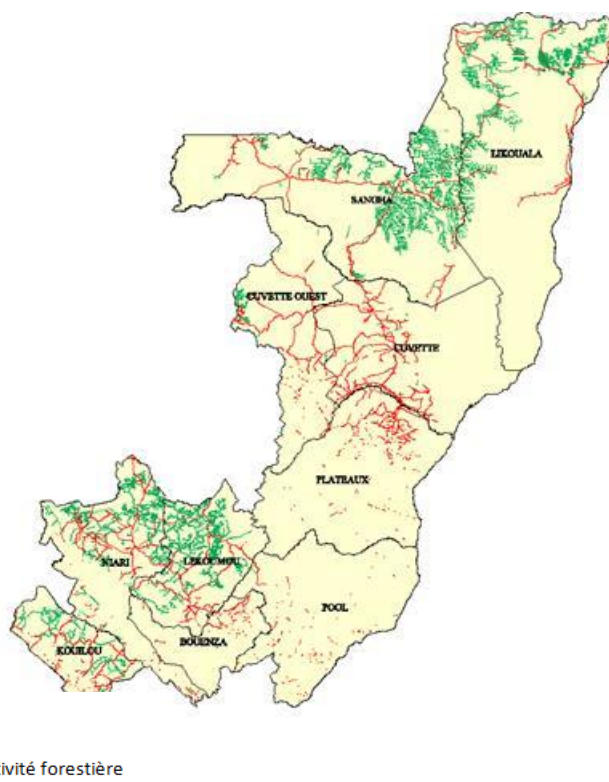 LIKOUALA
SANGHA
CUVETTE OUEST
CUVETTE
PLATEAUX
NIARI
LEKOUMOU
POOL
BOUENZA
KOUILOU
ivité forestière